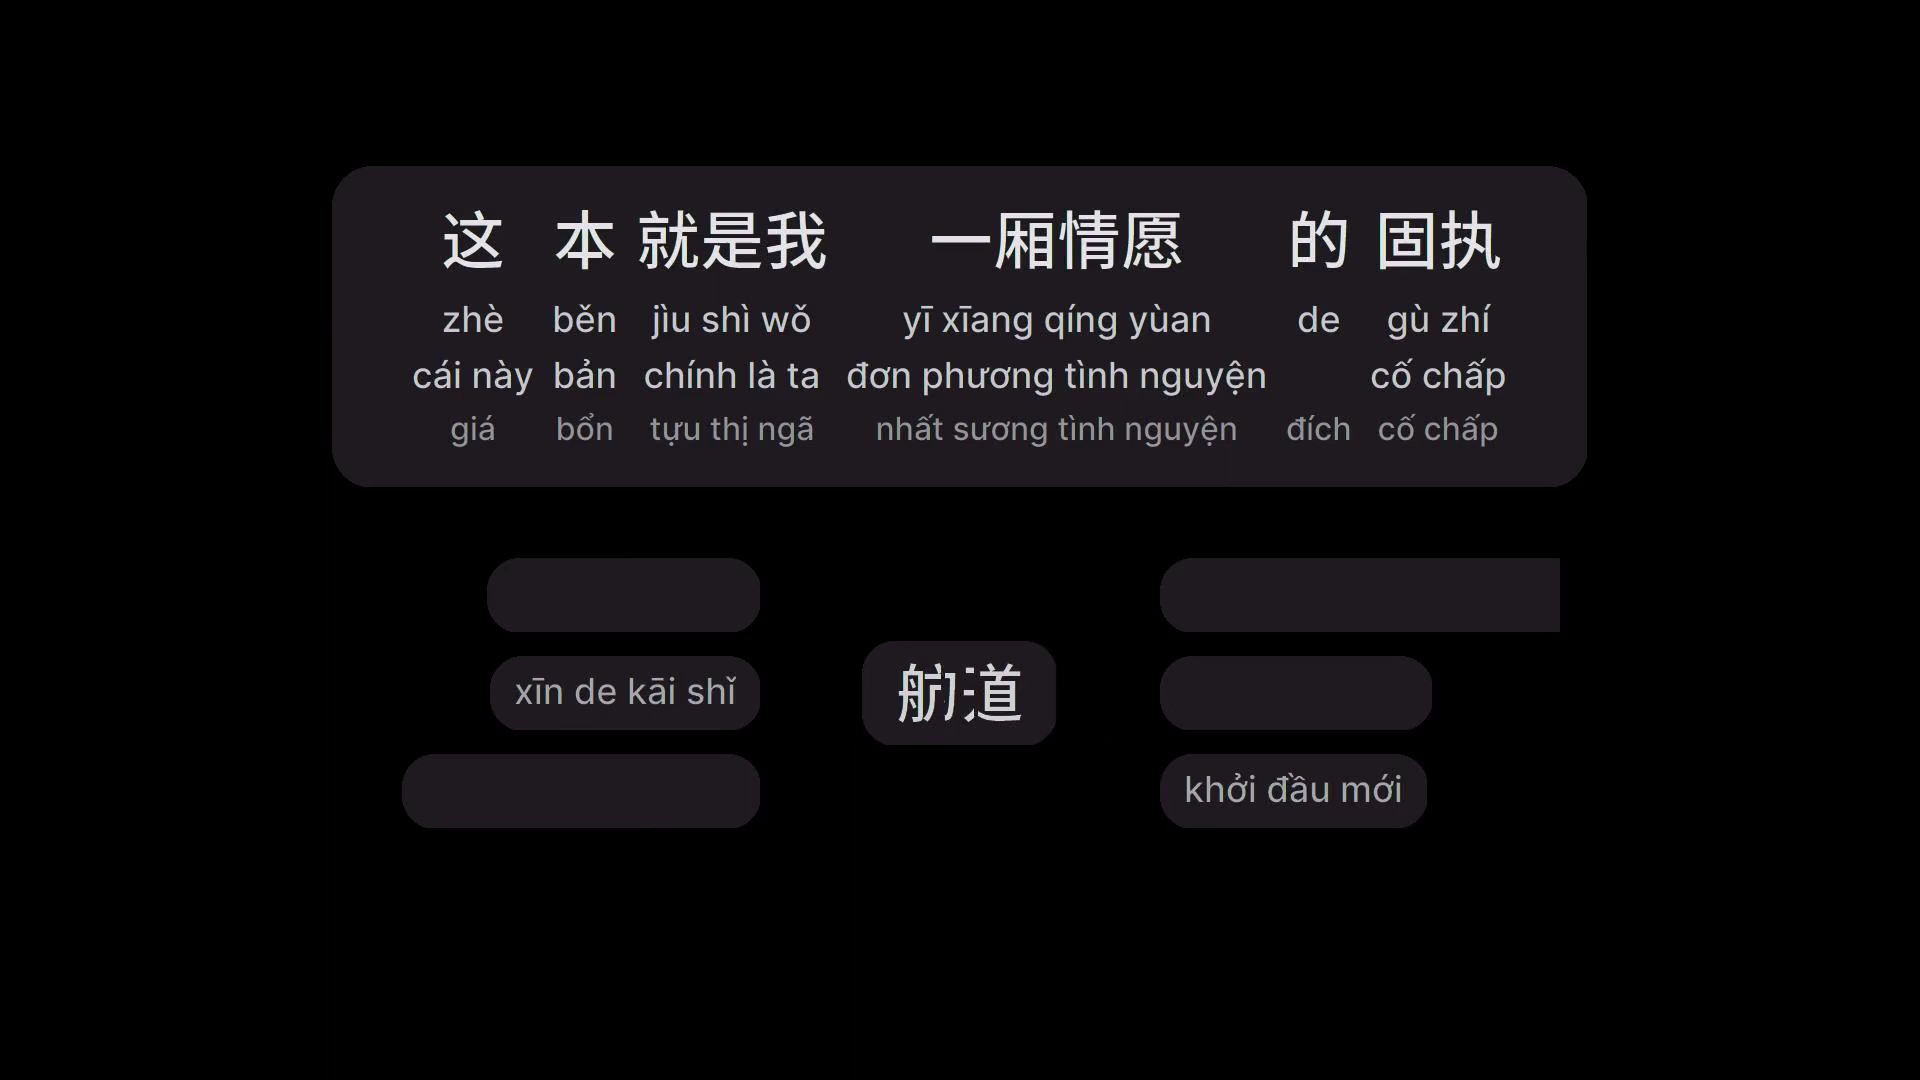 这 本 就是我 一厢情愿 的 固执
zhè běn jìu shì wǒ yī xīang qíng yùan de gù zhí
cái này bản chính là ta đơn phương tình nguyện cố chấp
giá bổn tựu thị ngã nhất sương tình nguyện đích cố chấp
xīn de kāi shǐ
khởi đầu mới